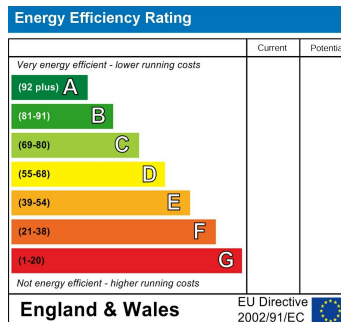 Energy Efficiency Rating
Current Potentia
Very energy efficient - lower running costs
(92 plus) A
(81-91) B
(69-80) C
(55-68) D
(39-54) E
(21-38) F
(1-20) G
Not energy efficient - higher running costs
England & Wales
EU Directive
2002/91/EC